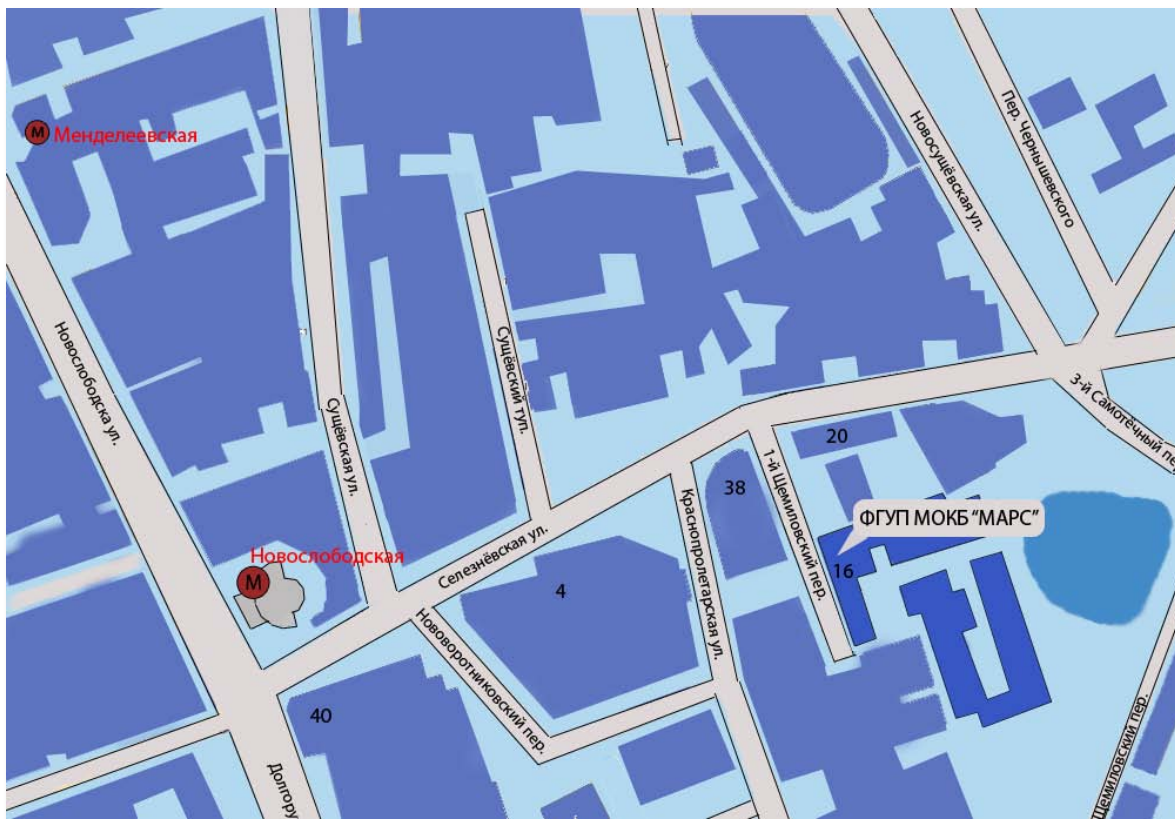 М
Менделеевская
Новосущёвская ул.
Пер. Чернышевского
Новослободска ул.
Сущёвская ул.
Сущёвский туп.
3-й Самотёчный пер
20
1-й Щемиловский пер.
38
Краснопролетарская ул.
ФГУП МОКБ "МАРС"
16
Новослободская
М
Селезнёвская ул.
4
Нововоротниковский пер.
40
Долгору
Щемиловский пер.